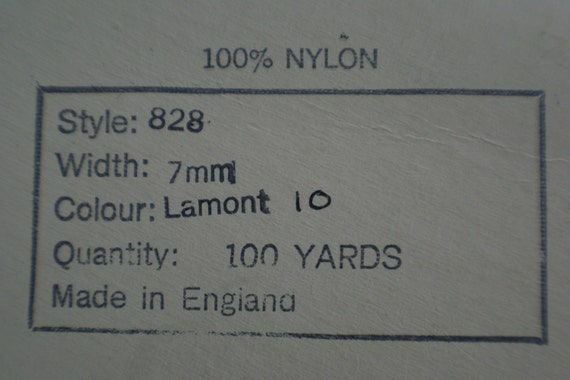 100% NYLON
Style: 828
Width: 7mm
Colour: Lamont 10
Quantity: 100 YARDS
Made in England